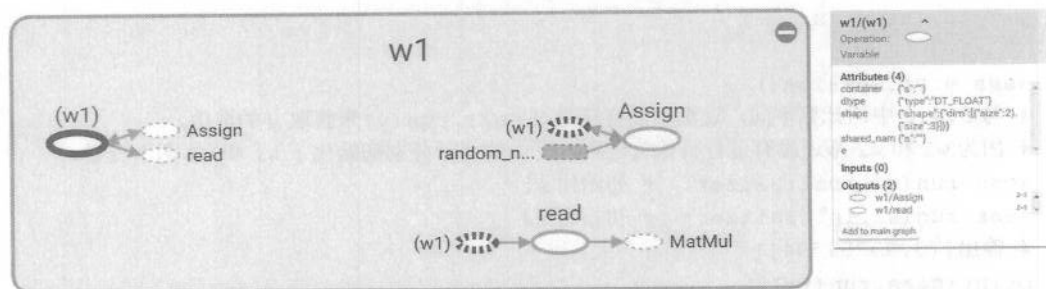 w1
(w1)
Assign
read
Assign
(w1)
random_n...
read
(w1)
MatMul
w1/(w1)
Operation:
Variable
Attributes (4)
container {"s":""}
dtype {"type":"DT_FLOAT"}
shape {"shape":{"dim":[{"size":2},
{"size":3}]}}
shared_nam {"s":""}
e
Inputs (0)
Outputs (2)
w1/Assign
w1/read
Add to main graph